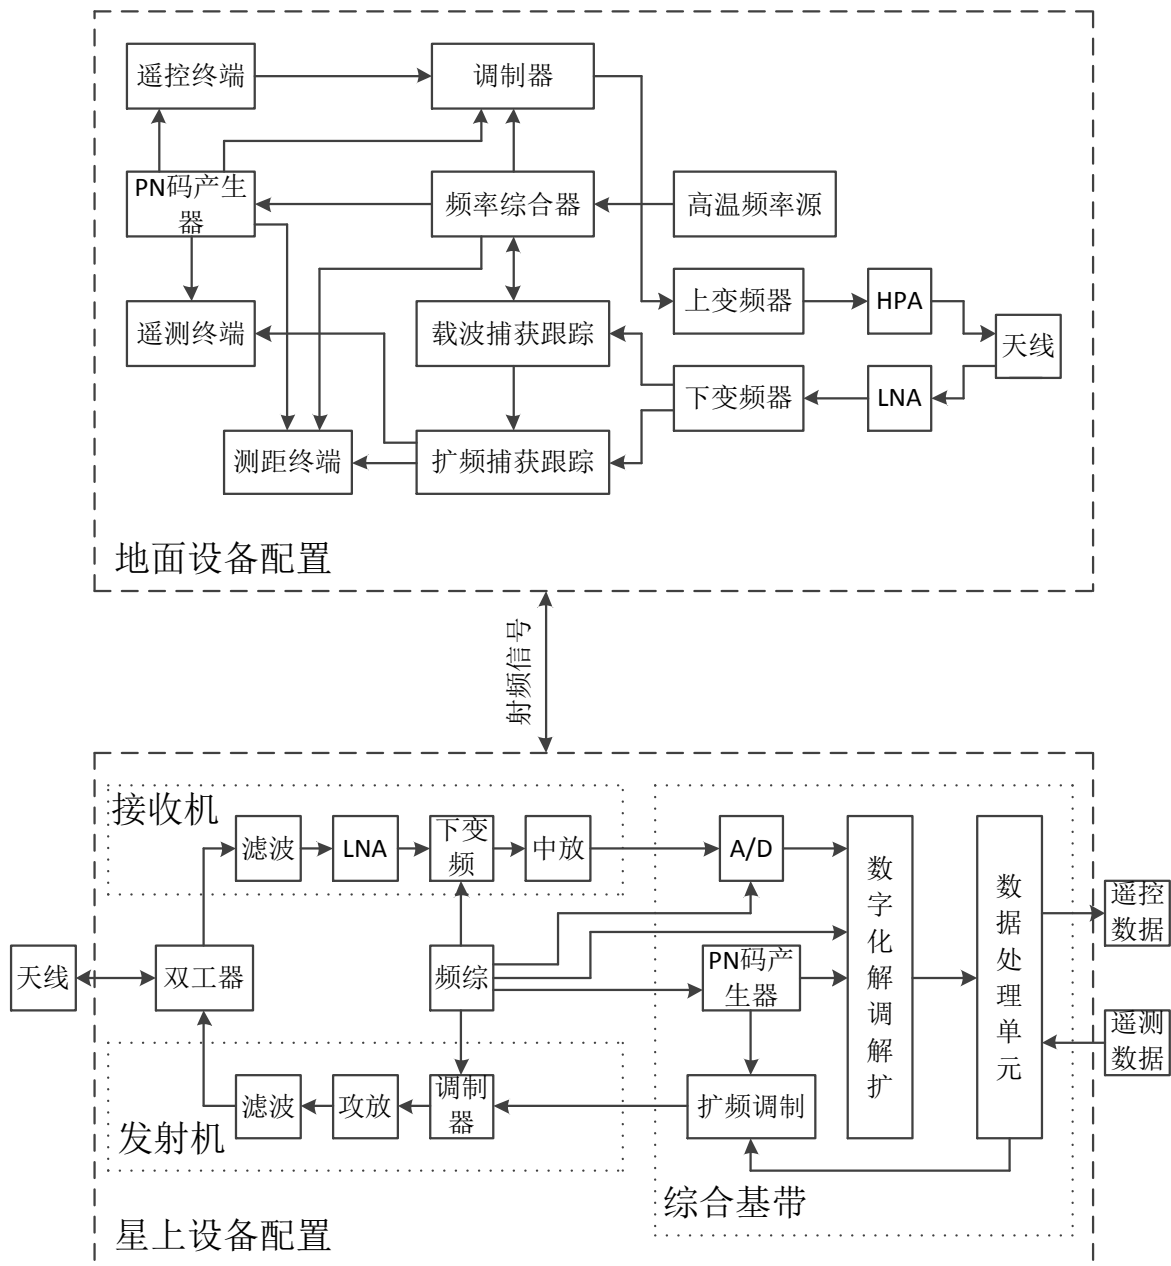 遥控终端
调制器
PN码产生
器
频率综合器
高温频率源
上变频器
HPA
遥测终端
载波捕获跟踪
天线
下变频器
LNA
测距终端
扩频捕获跟踪
地面设备配置
射频信号
接收机
滤波
LNA
下变
频
中放
A/D
数
字
化
解
调
解
扩
数
据
处
理
单
元
遥控
数据
天线
双工器
频综
PN码产
生器
遥测
数据
滤波
攻放
调制
器
扩频调制
发射机
综合基带
星上设备配置